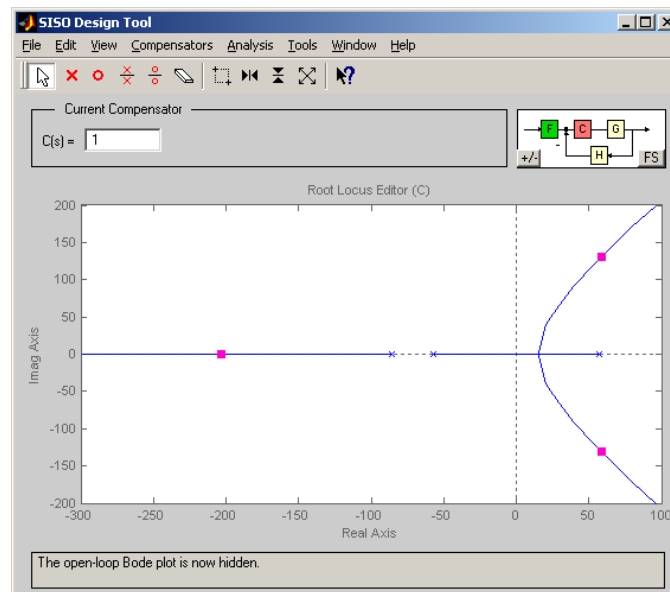 SISO Design Tool
File Edit View Compensators Analysis Tools Window Help
Current Compensator
C(s) = 1
F C G
H
+/- FS
Root Locus Editor (C)
200
150
100
50
0
-50
-100
-150
-200
Imag Axis
-300 -250 -200 -150 -100 -50 0 50 100
Real Axis
The open-loop Bode plot is now hidden.